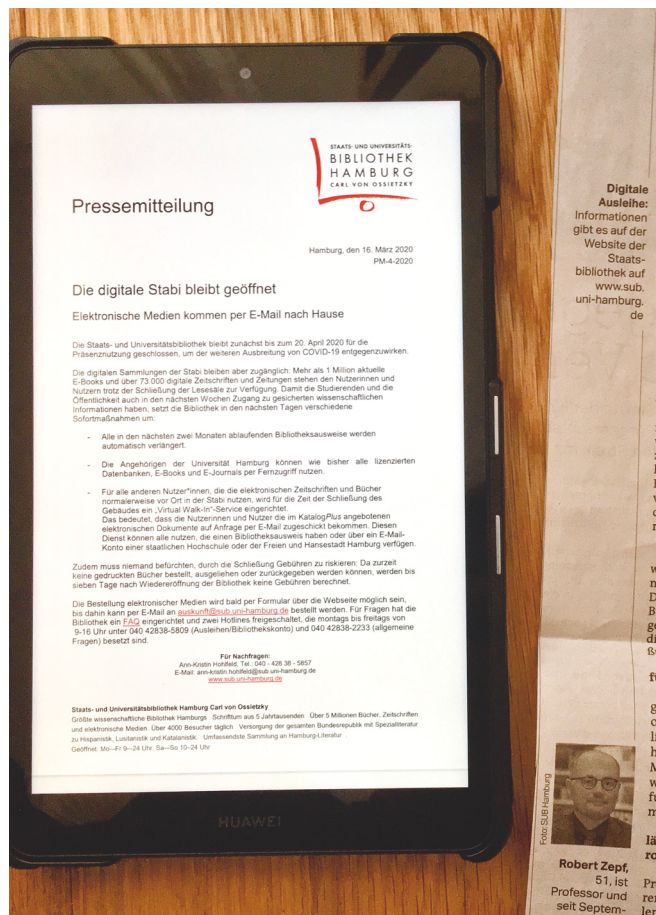 STAATS- UND UNIVERSITÄTS-
BIBLIOTHEK
HAMBURG
CARL VON OSSIETZKY
Pressemitteilung
Hamburg, den 16. März 2020
PM-4-2020
Die digitale Stabi bleibt geöffnet
Elektronische Medien kommen per E-Mail nach Hause
Die Staats- und Universitätsbibliothek bleibt zunächst bis zum 20. April 2020 für die
Präsenznutzung geschlossen, um der weiteren Ausbreitung von COVID-19 entgegenzuwirken.
Die digitalen Sammlungen der Stabi bleiben aber zugänglich: Mehr als 1 Million aktuelle
E-Books und über 73.000 digitale Zeitschriften und Zeitungen stehen den Nutzerinnen und
Nutzern trotz der Schließung der Lesesäle zur Verfügung. Damit die Studierenden und die
Öffentlichkeit auch in den nächsten Wochen Zugang zu gesicherten wissenschaftlichen
Informationen haben, setzt die Bibliothek in den nächsten Tagen verschiedene
Sofortmaßnahmen um:
- Alle in den nächsten zwei Monaten ablaufenden Bibliotheksausweise werden
automatisch verlängert.
- Die Angehörigen der Universität Hamburg können wie bisher alle lizenzierten
Datenbanken, E-Books und E-Journals per Fernzugriff nutzen.
- Für alle anderen Nutzer*innen, die die elektronischen Zeitschriften und Bücher
normalerweise vor Ort in der Stabi nutzen, wird für die Zeit der Schließung des
Gebäudes ein „Virtual Walk-In"-Service eingerichtet.
Das bedeutet, dass die Nutzerinnen und Nutzer die im KatalogPlus angebotenen
elektronischen Dokumente auf Anfrage per E-Mail zugeschickt bekommen. Diesen
Dienst können alle nutzen, die einen Bibliotheksausweis haben oder über ein E-Mail-
Konto einer staatlichen Hochschule oder der Freien und Hansestadt Hamburg verfügen.
Zudem muss niemand befürchten, durch die Schließung Gebühren zu riskieren: Da zurzeit
keine gedruckten Bücher bestellt, ausgeliehen oder zurückgegeben werden können, werden bis
sieben Tage nach Wiedereröffnung der Bibliothek keine Gebühren berechnet.
Die Bestellung elektronischer Medien wird bald per Formular über die Webseite möglich sein,
bis dahin kann per E-Mail an auskunft@sub.uni-hamburg.de bestellt werden. Für Fragen hat die
Bibliothek ein FAQ eingerichtet und zwei Hotlines freigeschaltet, die montags bis freitags von
9-16 Uhr unter 040 42838-5809 (Ausleihen/Bibliothekskonto) und 040 42838-2233 (allgemeine
Fragen) besetzt sind.
Für Nachfragen:
Ann-Kristin Hohlfeld, Tel.: 040 - 428 38 - 5857
E-Mail: ann-kristin.hohlfeld@sub.uni-hamburg.de
www.sub.uni-hamburg.de
Staats- und Universitätsbibliothek Hamburg Carl von Ossietzky
Größte wissenschaftliche Bibliothek Hamburgs Schrifttum aus 5 Jahrtausenden Über 5 Millionen Bücher, Zeitschriften
und elektronische Medien Über 4000 Besucher täglich Versorgung der gesamten Bundesrepublik mit Spezialliteratur
zu Hispanistik, Lusitanistik und Katalanistik Umfassendste Sammlung an Hamburg-Literatur .
Geöffnet: Mo-–Fr 9–-24 Uhr, Sa–-So 10–24 Uhr
HUAWEI
Digitale
Ausleihe:
Informationen
gibt es auf der
Website der
Staats-
bibliothek auf
www.sub.
uni-hamburg.
de
Foto: SUB Hamburg
Robert Zepf,
51, ist
Professor und
seit Septem-